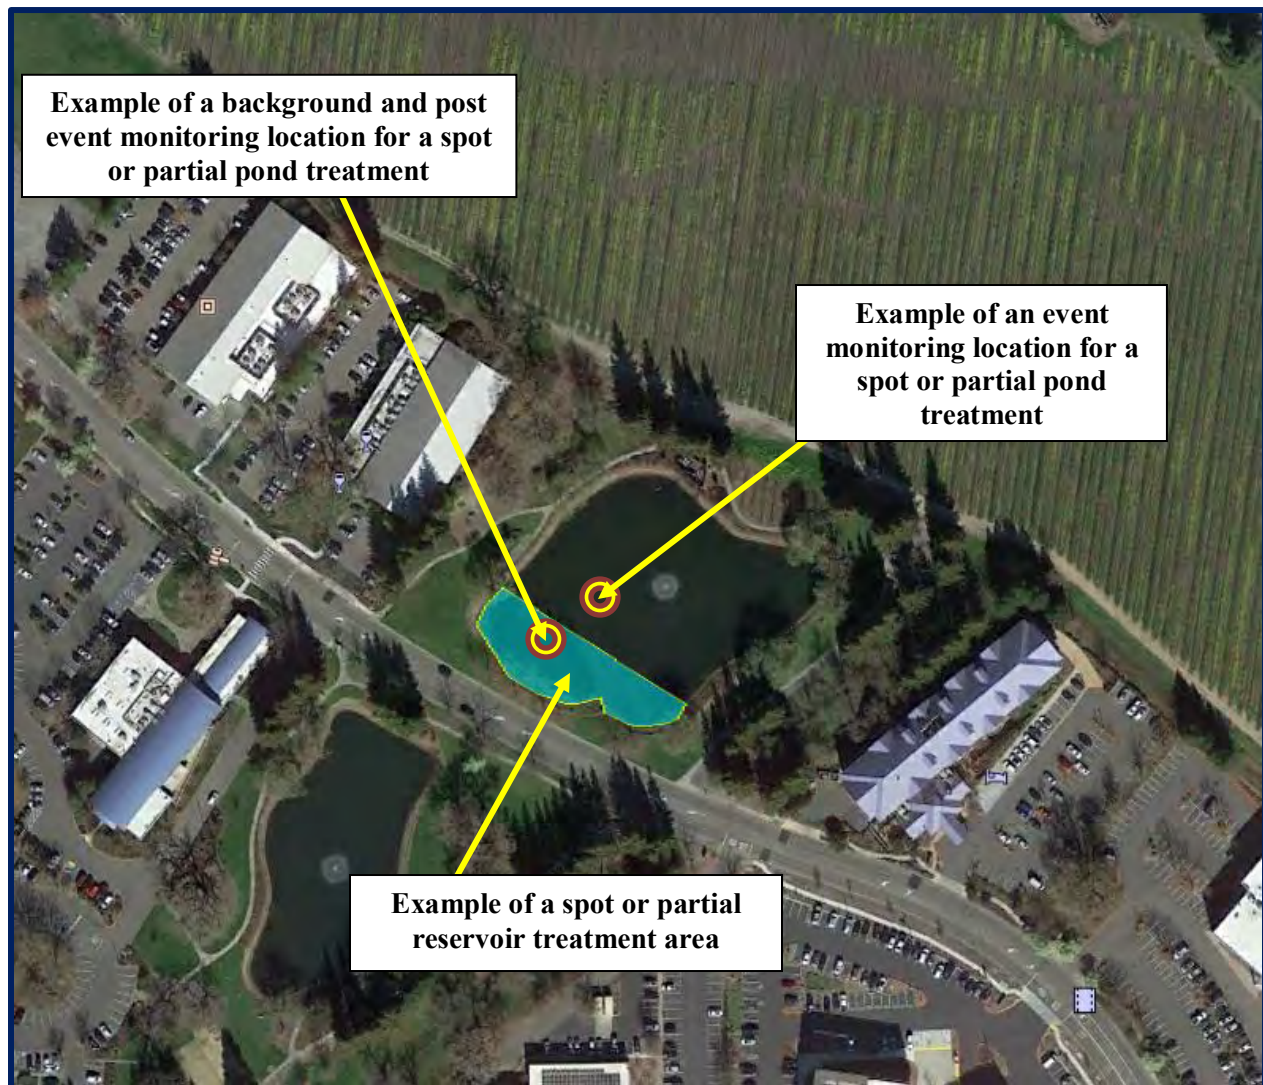 Example of a background and post
event monitoring location for a spot
or partial pond treatment
Example of an event
monitoring location for a
spot or partial pond
treatment
Example of a spot or partial
reservoir treatment area